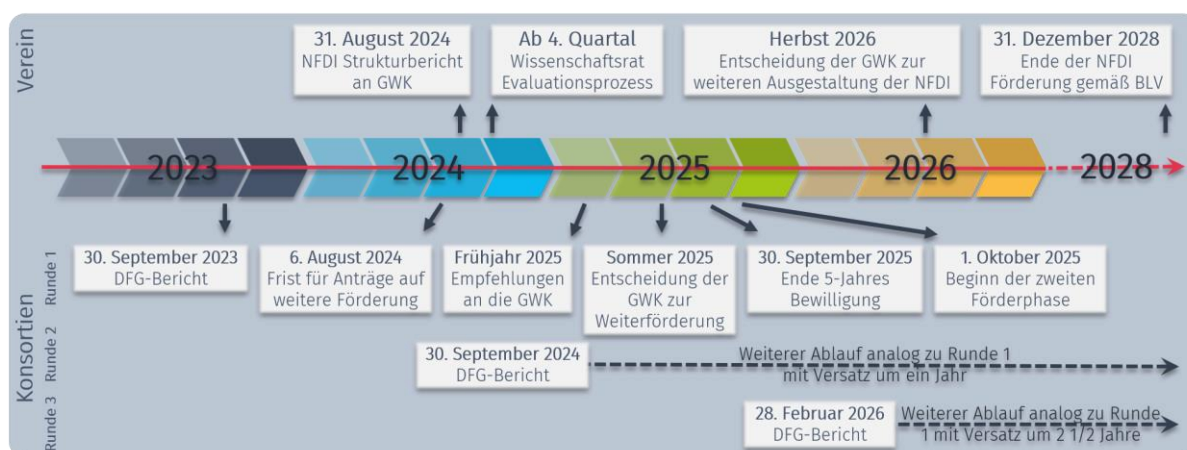 Verein
31. August 2024
NFDI Strukturbericht
an GWK
Ab 4. Quartal
Wissenschaftsrat
Evaluationsprozess
Herbst 2026
Entscheidung der GWK zur
weiteren Ausgestaltung der NFDI
31. Dezember 2028
Ende der NFDI
Förderung gemäß BLV
2023
2024
2025
2026
2028
Konsortien
Runde 1
30. September 2023
DFG-Bericht
6. August 2024
Frist für Anträge auf
weitere Förderung
Frühjahr 2025
Empfehlungen
an die GWK
Sommer 2025
Entscheidung der
GWK zur
Weiterförderung
30. September 2025
Ende 5-Jahres
Bewilligung
1. Oktober 2025
Beginn der zweiten
Förderphase
Runde 2
30. September 2024
DFG-Bericht
Weiterer Ablauf analog zu Runde 1
mit Versatz um ein Jahr
Runde 3
28. Februar 2026
DFG-Bericht
Weiterer Ablauf analog zu Runde
1 mit Versatz um 2 1/2 Jahre